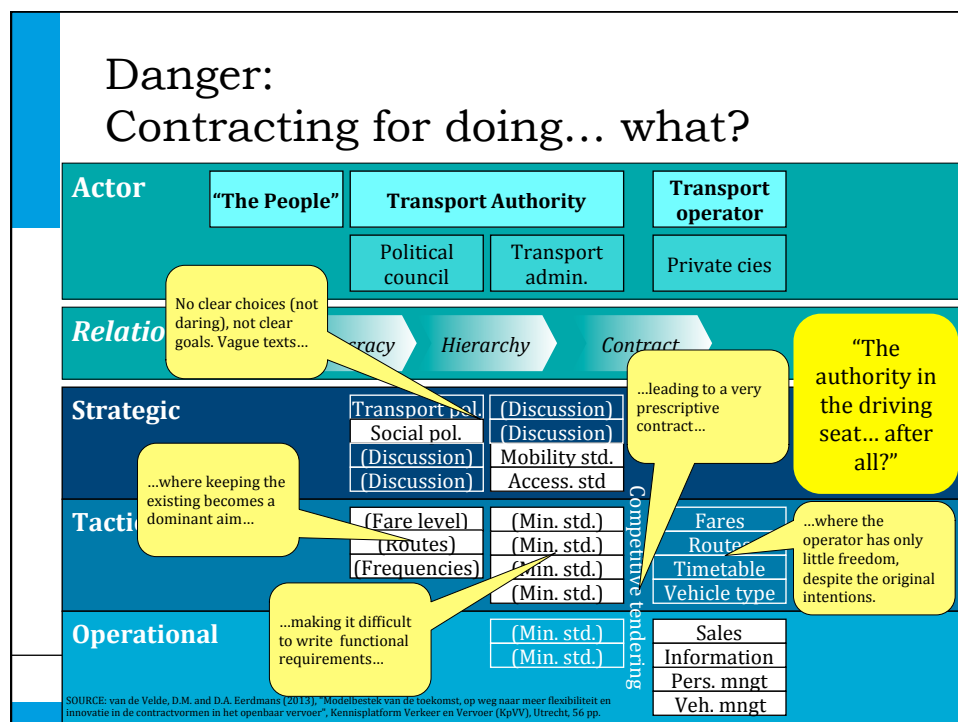 Danger:
Contracting for doing… what?
Actor
“The People”
Transport Authority
Transport
operator
Political
council
Transport
admin.
Private cies
No clear choices (not
daring), not clear
goals. Vague texts…
Hierarchy
Contract
“The
authority in
the driving
seat… after
all?”
…leading to a very
prescriptive
contract…
Strategic
Transport pol.
Social pol.
(Discussion)
(Discussion)
(Discussion)
(Discussion)
Mobility std.
Access. std
…where keeping the
existing becomes a
dominant aim…
(Fare level)
(Routes)
(Frequencies)
(Min. std.)
(Min. std.)
(Min. std.)
(Min. std.)
Competitive tendering
Fares
Routes
Timetable
Vehicle type
…where the
operator has only
little freedom,
despite the original
intentions.
…making it difficult
to write functional
requirements…
Operational
(Min. std.)
(Min. std.)
Sales
Information
Pers. mngt
Veh. mngt
SOURCE: van de Velde, D.M. and D.A. Eerdmans (2013), “Modelbestek van de toekomst, op weg naar meer flexibiliteit en
innovatie in de contractvormen in het openbaar vervoer”, Kennisplatform Verkeer en Vervoer (KpVV), Utrecht, 56 pp.